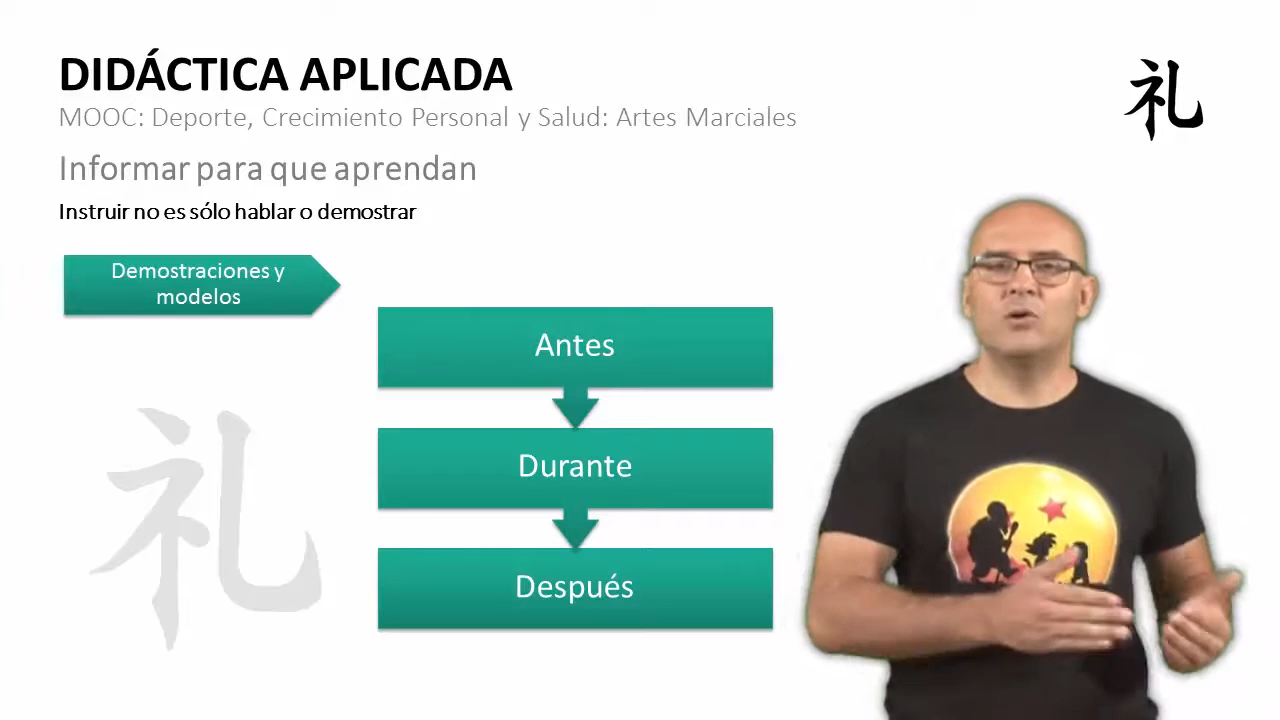 DIDÁCTICA APLICADA
礼
MOOC: Deporte, Crecimiento Personal y Salud: Artes Marciales
Informar para que aprendan
Instruir no es sólo hablar o demostrar
Demostraciones y
modelos
Antes
Durante
Después
礼